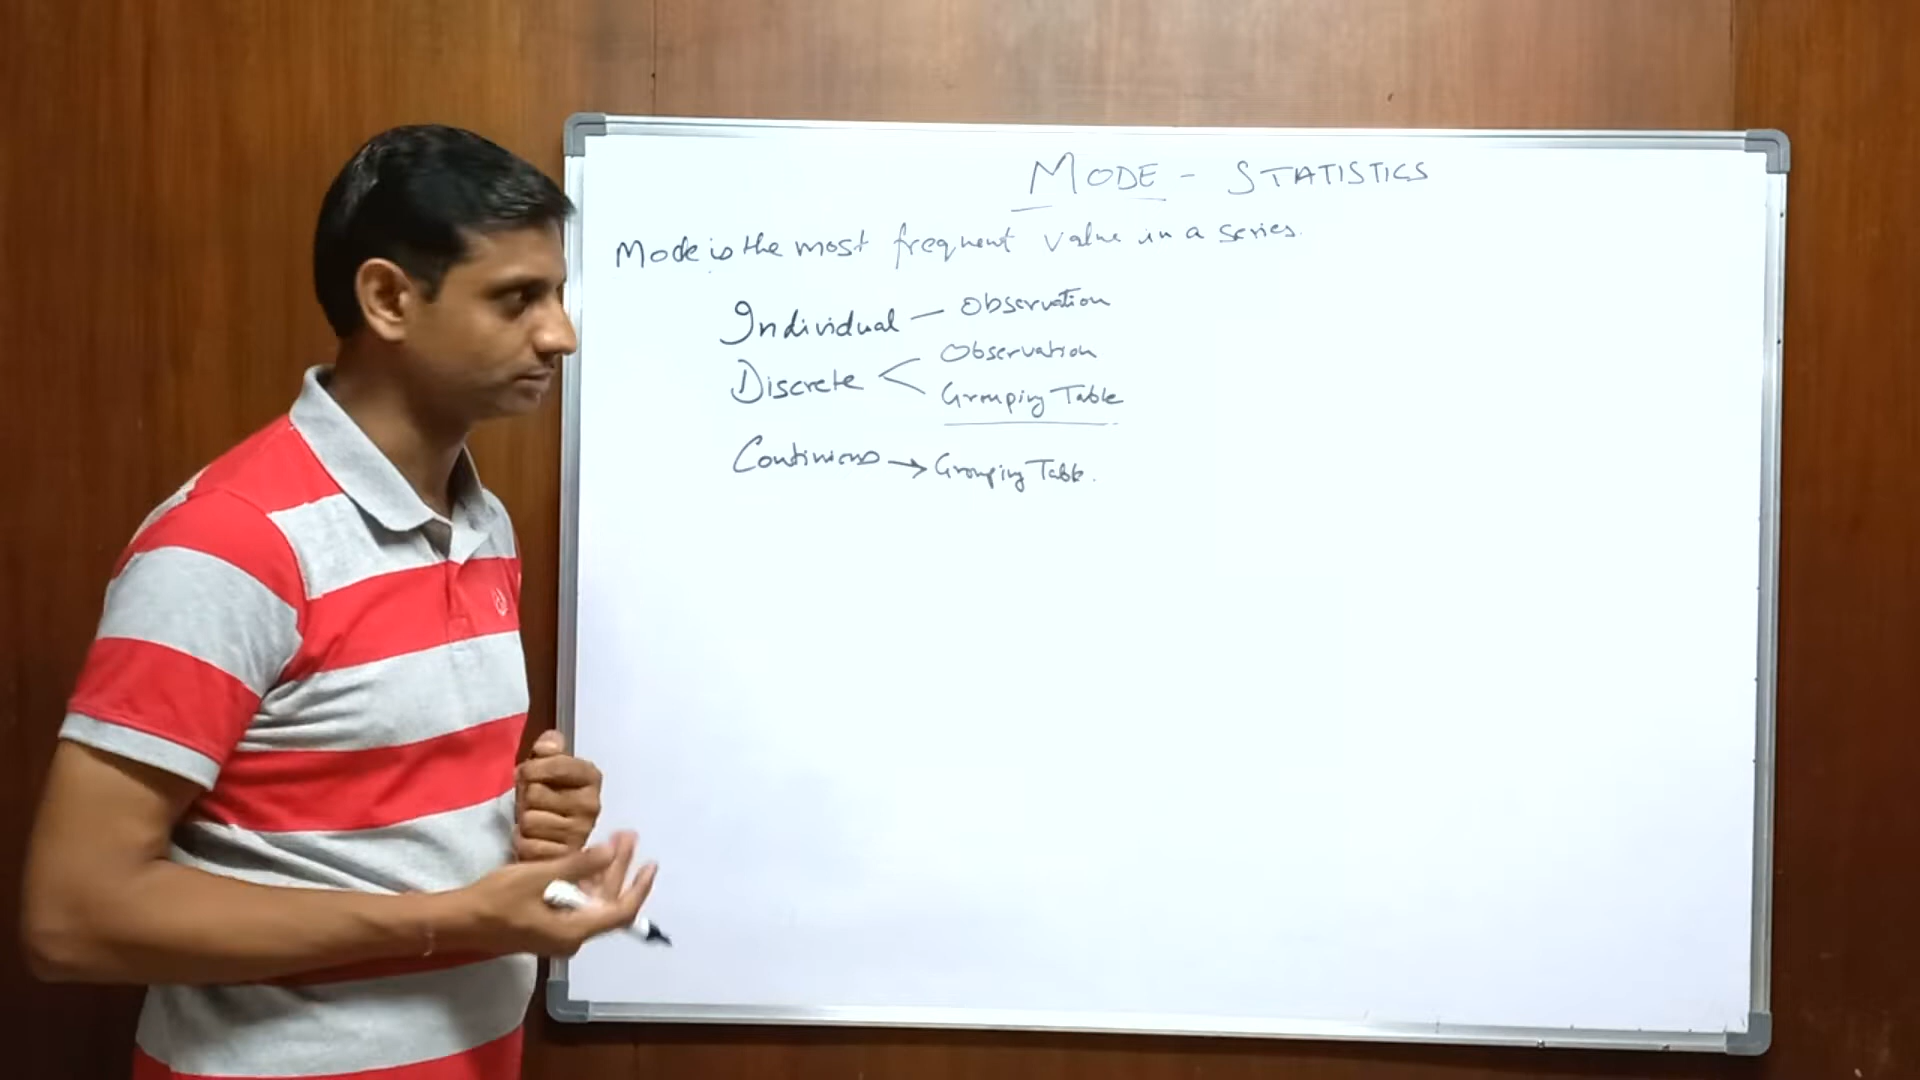 MODE - STATISTICS
Mode is the most frequent value in a series.
Individual - Observation
Discrete < Observation
Grouping Table
Continuous → Grouping Table.